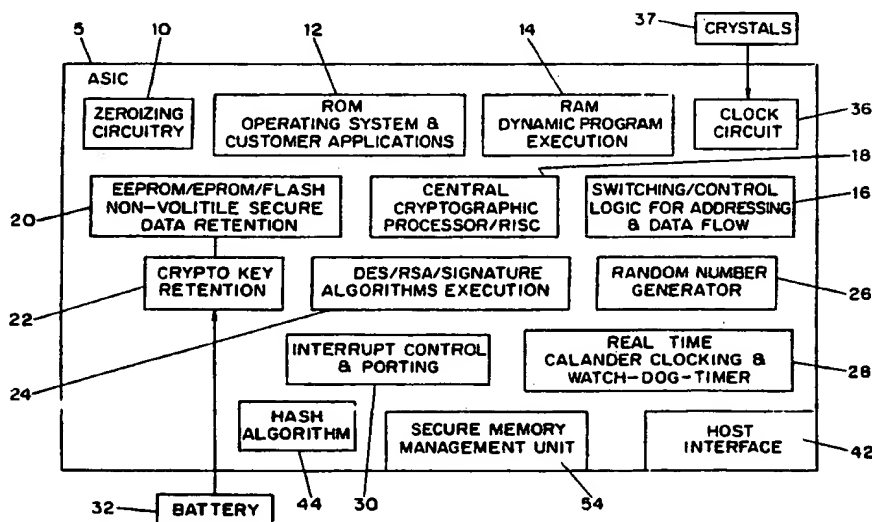 37
CRYSTALS
5
10
12
14
ASIC
ZEROIZING
CIRCUITRY
ROM
OPERATING SYSTEM &
CUSTOMER APPLICATIONS
RAM
DYNAMIC PROGRAM
EXECUTION
CLOCK
CIRCUIT
36
18
20
EEPROM/EPROM/FLASH
NON-VOLITILE SECURE
DATA RETENTION
CENTRAL
CRYPTOGRAPHIC
PROCESSOR/RISC
SWITCHING/CONTROL
LOGIC FOR ADDRESSING
& DATA FLOW
16
22
CRYPTO KEY
RETENTION
DES/RSA/SIGNATURE
ALGORITHMS EXECUTION
RANDOM NUMBER
GENERATOR
26
24
INTERRUPT CONTROL
& PORTING
REAL TIME
CALANDER CLOCKING &
WATCH-DOG-TIMER
28
HASH
ALGORITHM
SECURE MEMORY
MANAGEMENT UNIT
HOST
INTERFACE
42
32
BATTERY
44
30
54